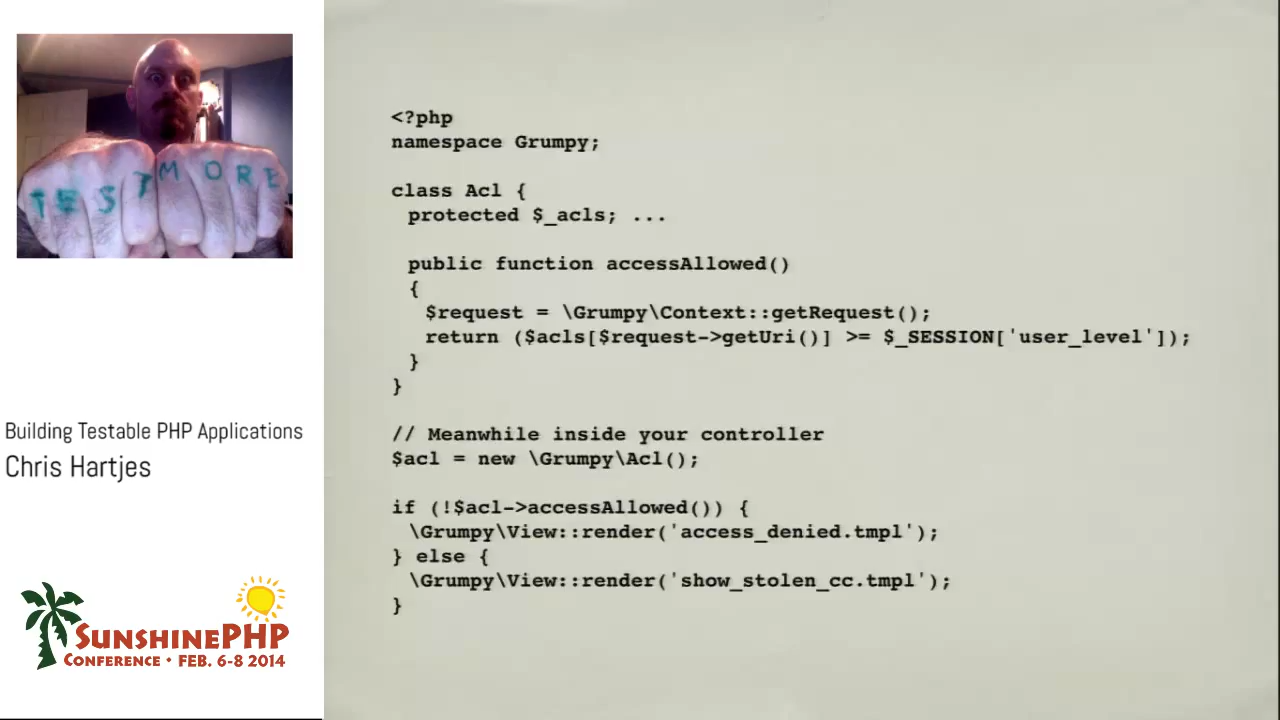 TEST MORE
Building Testable PHP Applications
Chris Hartjes
SUNSHINEPHP
CONFERENCE • FEB. 6-8 2014
<?php
namespace Grumpy;
class Acl {
protected $_acls; ...
public function accessAllowed()
{
$request = \Grumpy\Context::getRequest();
return ($acls[$request->getUri()] >= $_SESSION['user_level']);
}
}
// Meanwhile inside your controller
$acl = new \Grumpy\Acl();
if (!$acl->accessAllowed()) {
\Grumpy\View::render('access_denied.tmpl');
} else {
\Grumpy\View::render('show_stolen_cc.tmpl');
}